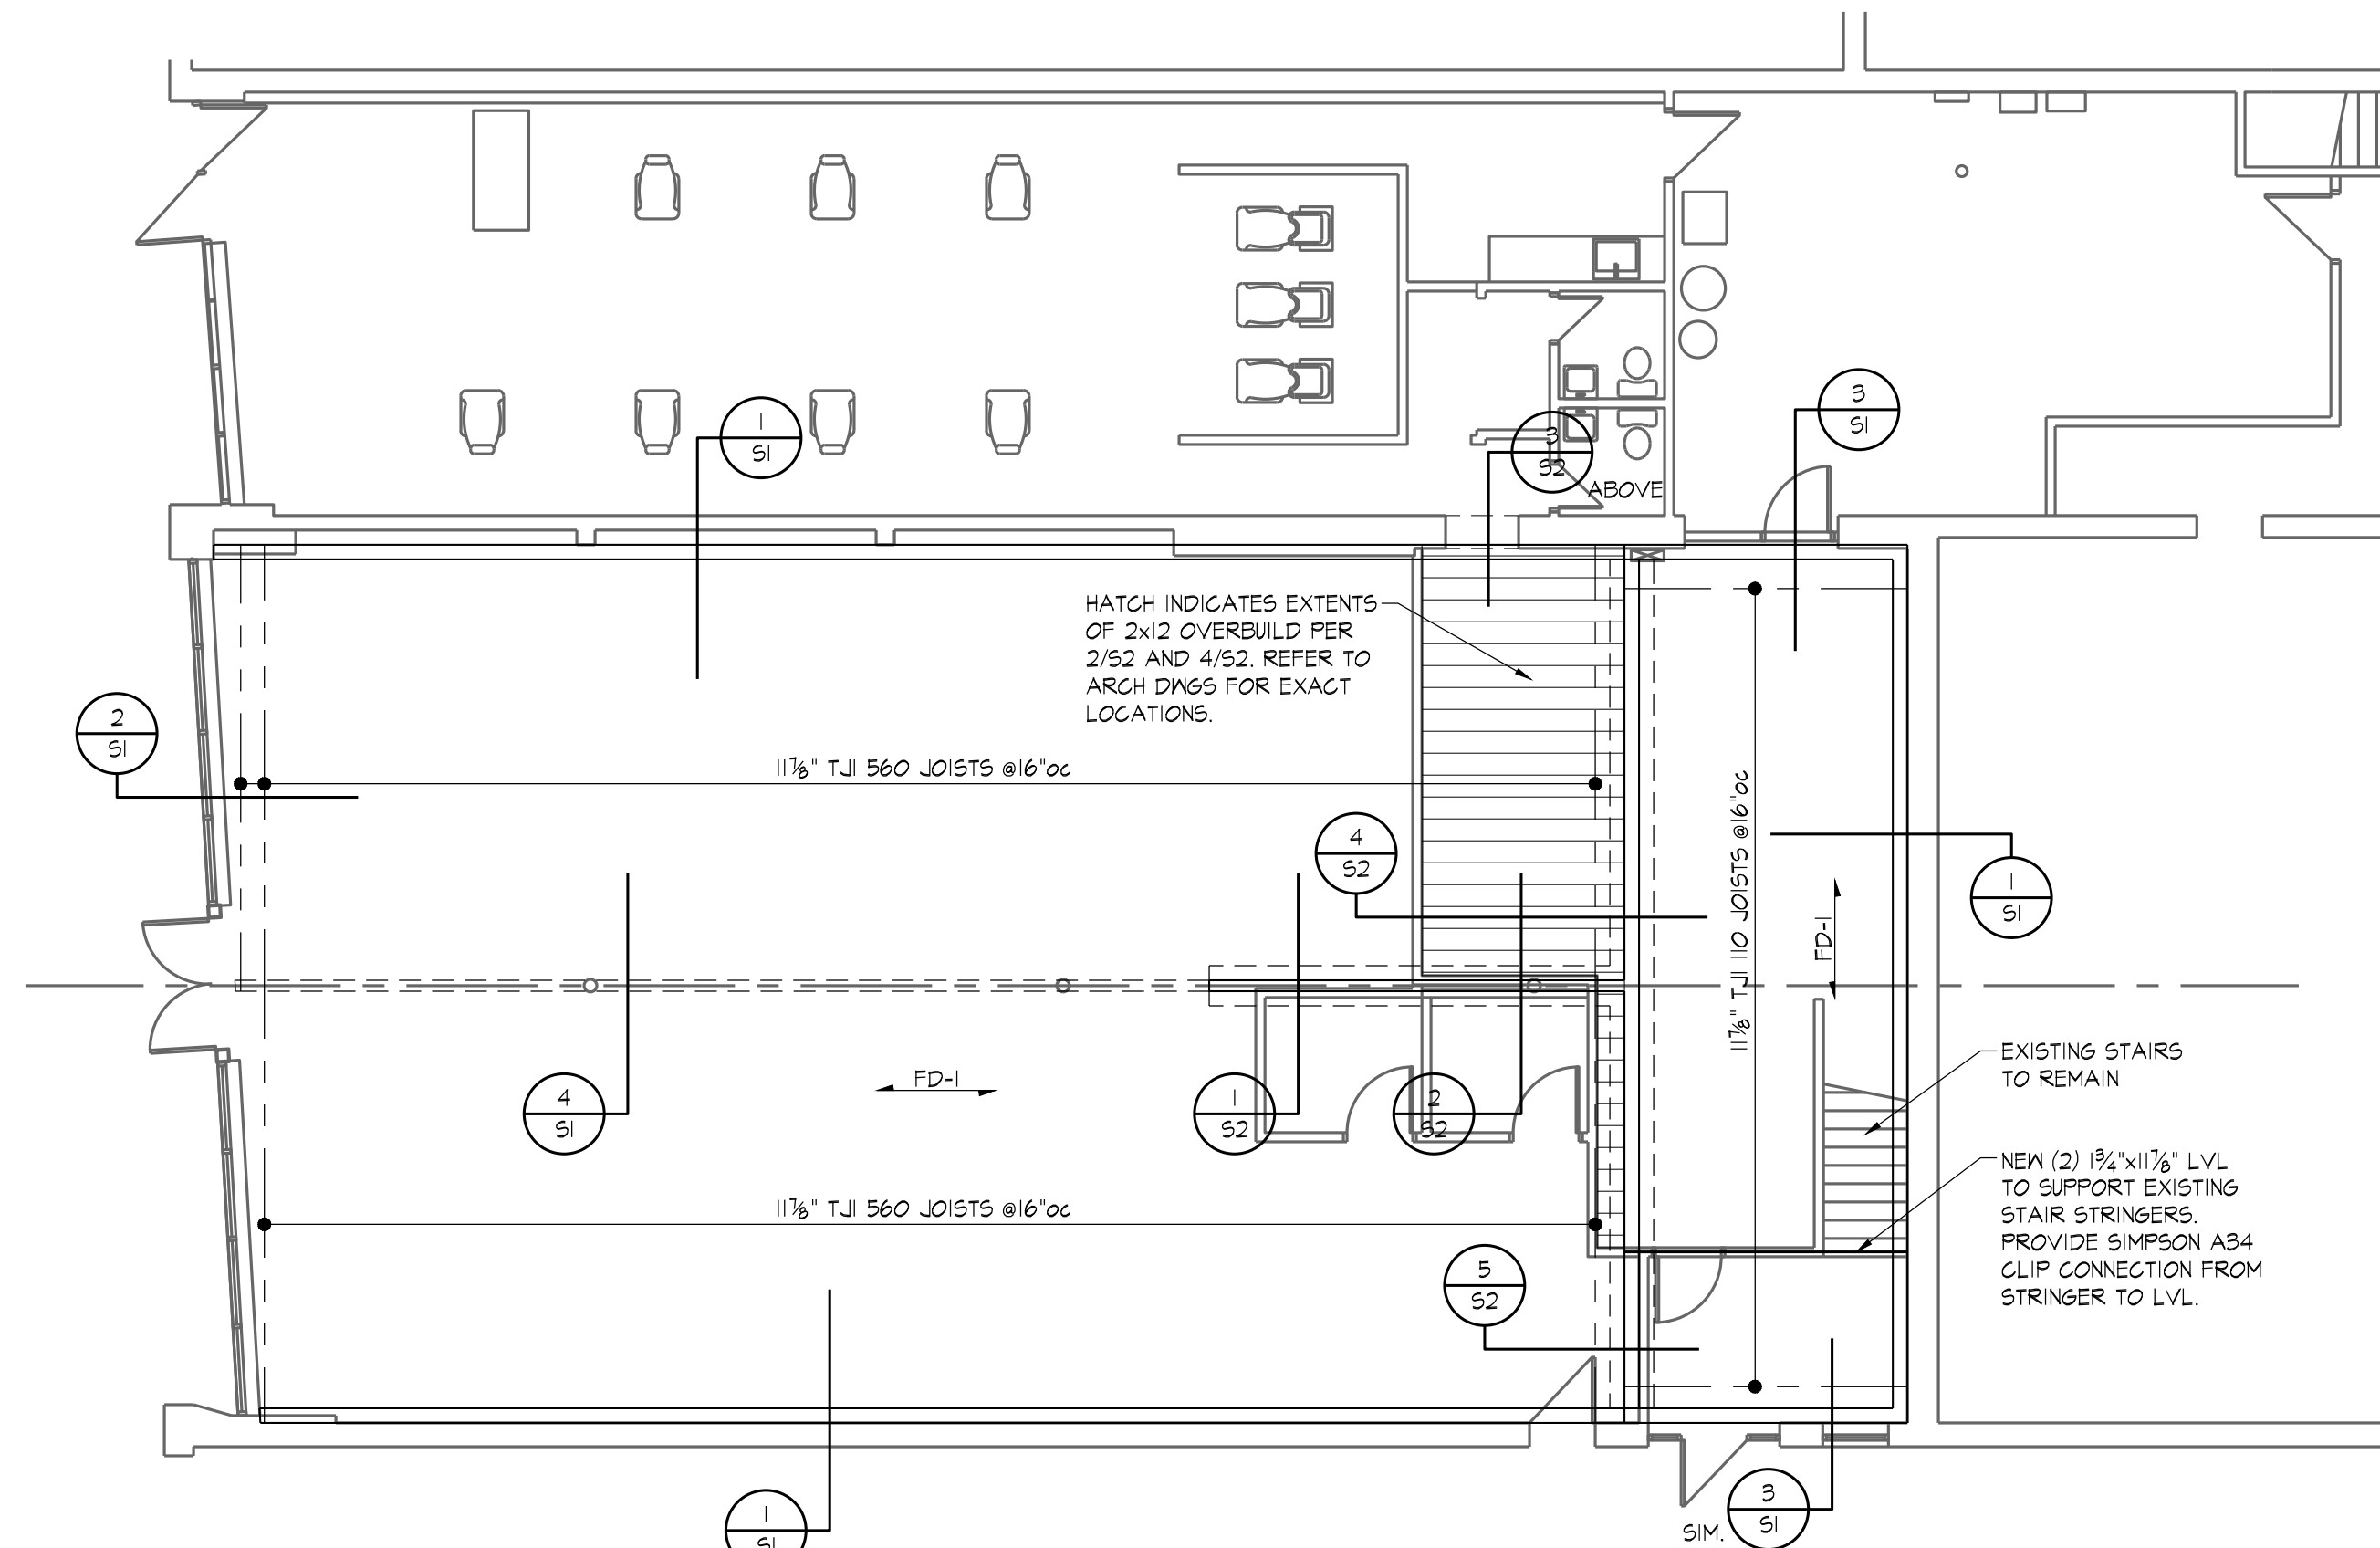 3
S1
1
S1
3
S2
ABOVE
HATCH INDICATES EXTENTS
OF 2x12 OVERBUILD PER
2/S2 AND 4/S2. REFER TO
ARCH DWGS FOR EXACT
LOCATIONS.
2
S1
11⅞" TJI 560 JOISTS @16"oc
4
S2
11⅞" TJI 110 JOISTS @16"oc
FD-1
1
S1
EXISTING STAIRS
TO REMAIN
FD-1
4
S1
1
S2
2
S2
NEW (2) 1¾"x11⅞" LVL
TO SUPPORT EXISTING
STAIR STRINGERS.
PROVIDE SIMPSON A34
CLIP CONNECTION FROM
STRINGER TO LVL.
11⅞" TJI 560 JOISTS @16"oc
5
S2
1
S1
3
S1
SIM.